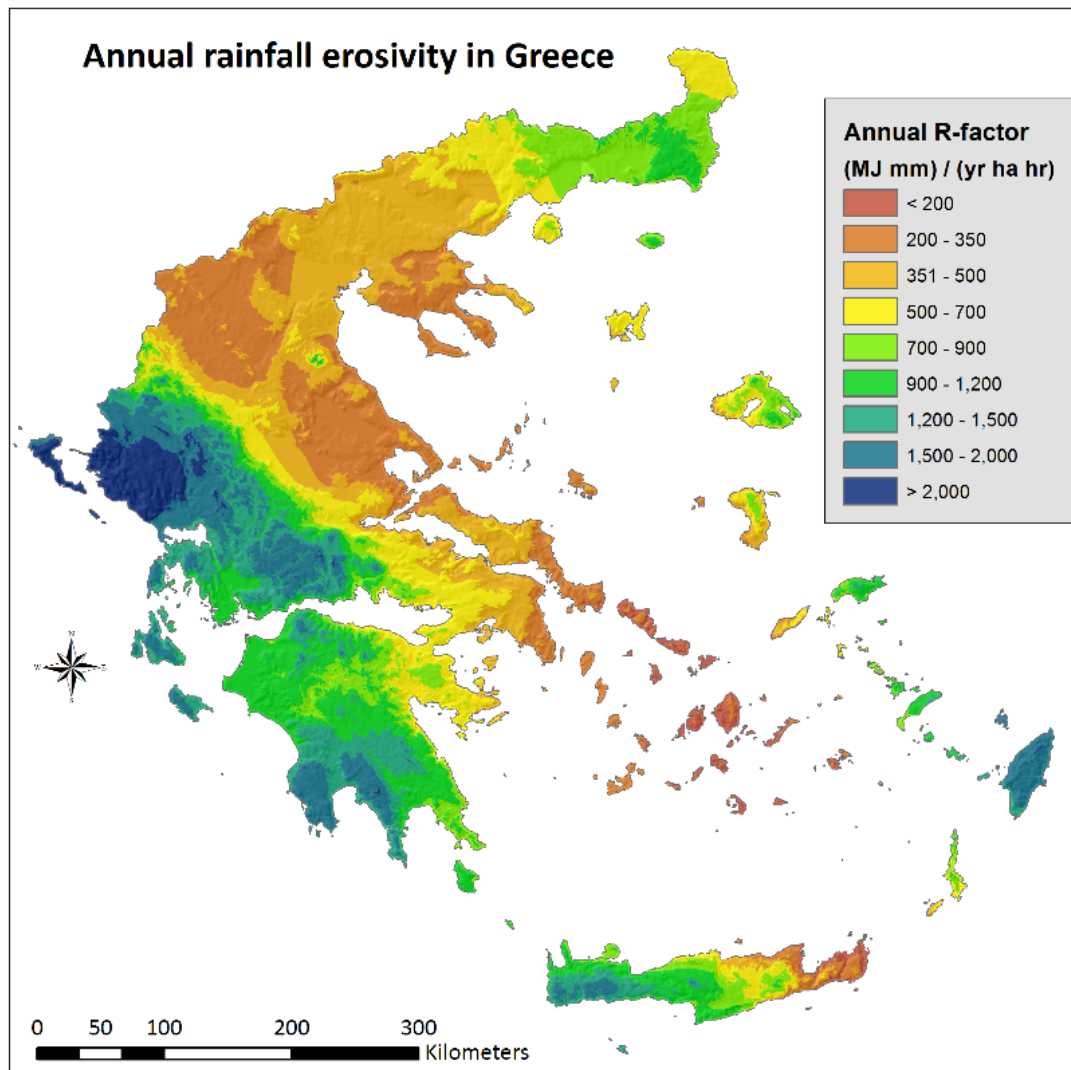 Annual rainfall erosivity in Greece
Annual R-factor
(MJ mm) / (yr ha hr)
< 200
200 - 350
351 - 500
500 - 700
700 - 900
900 - 1,200
1,200 - 1,500
1,500 - 2,000
> 2,000
N
W E
S
0 50 100 200 300
Kilometers